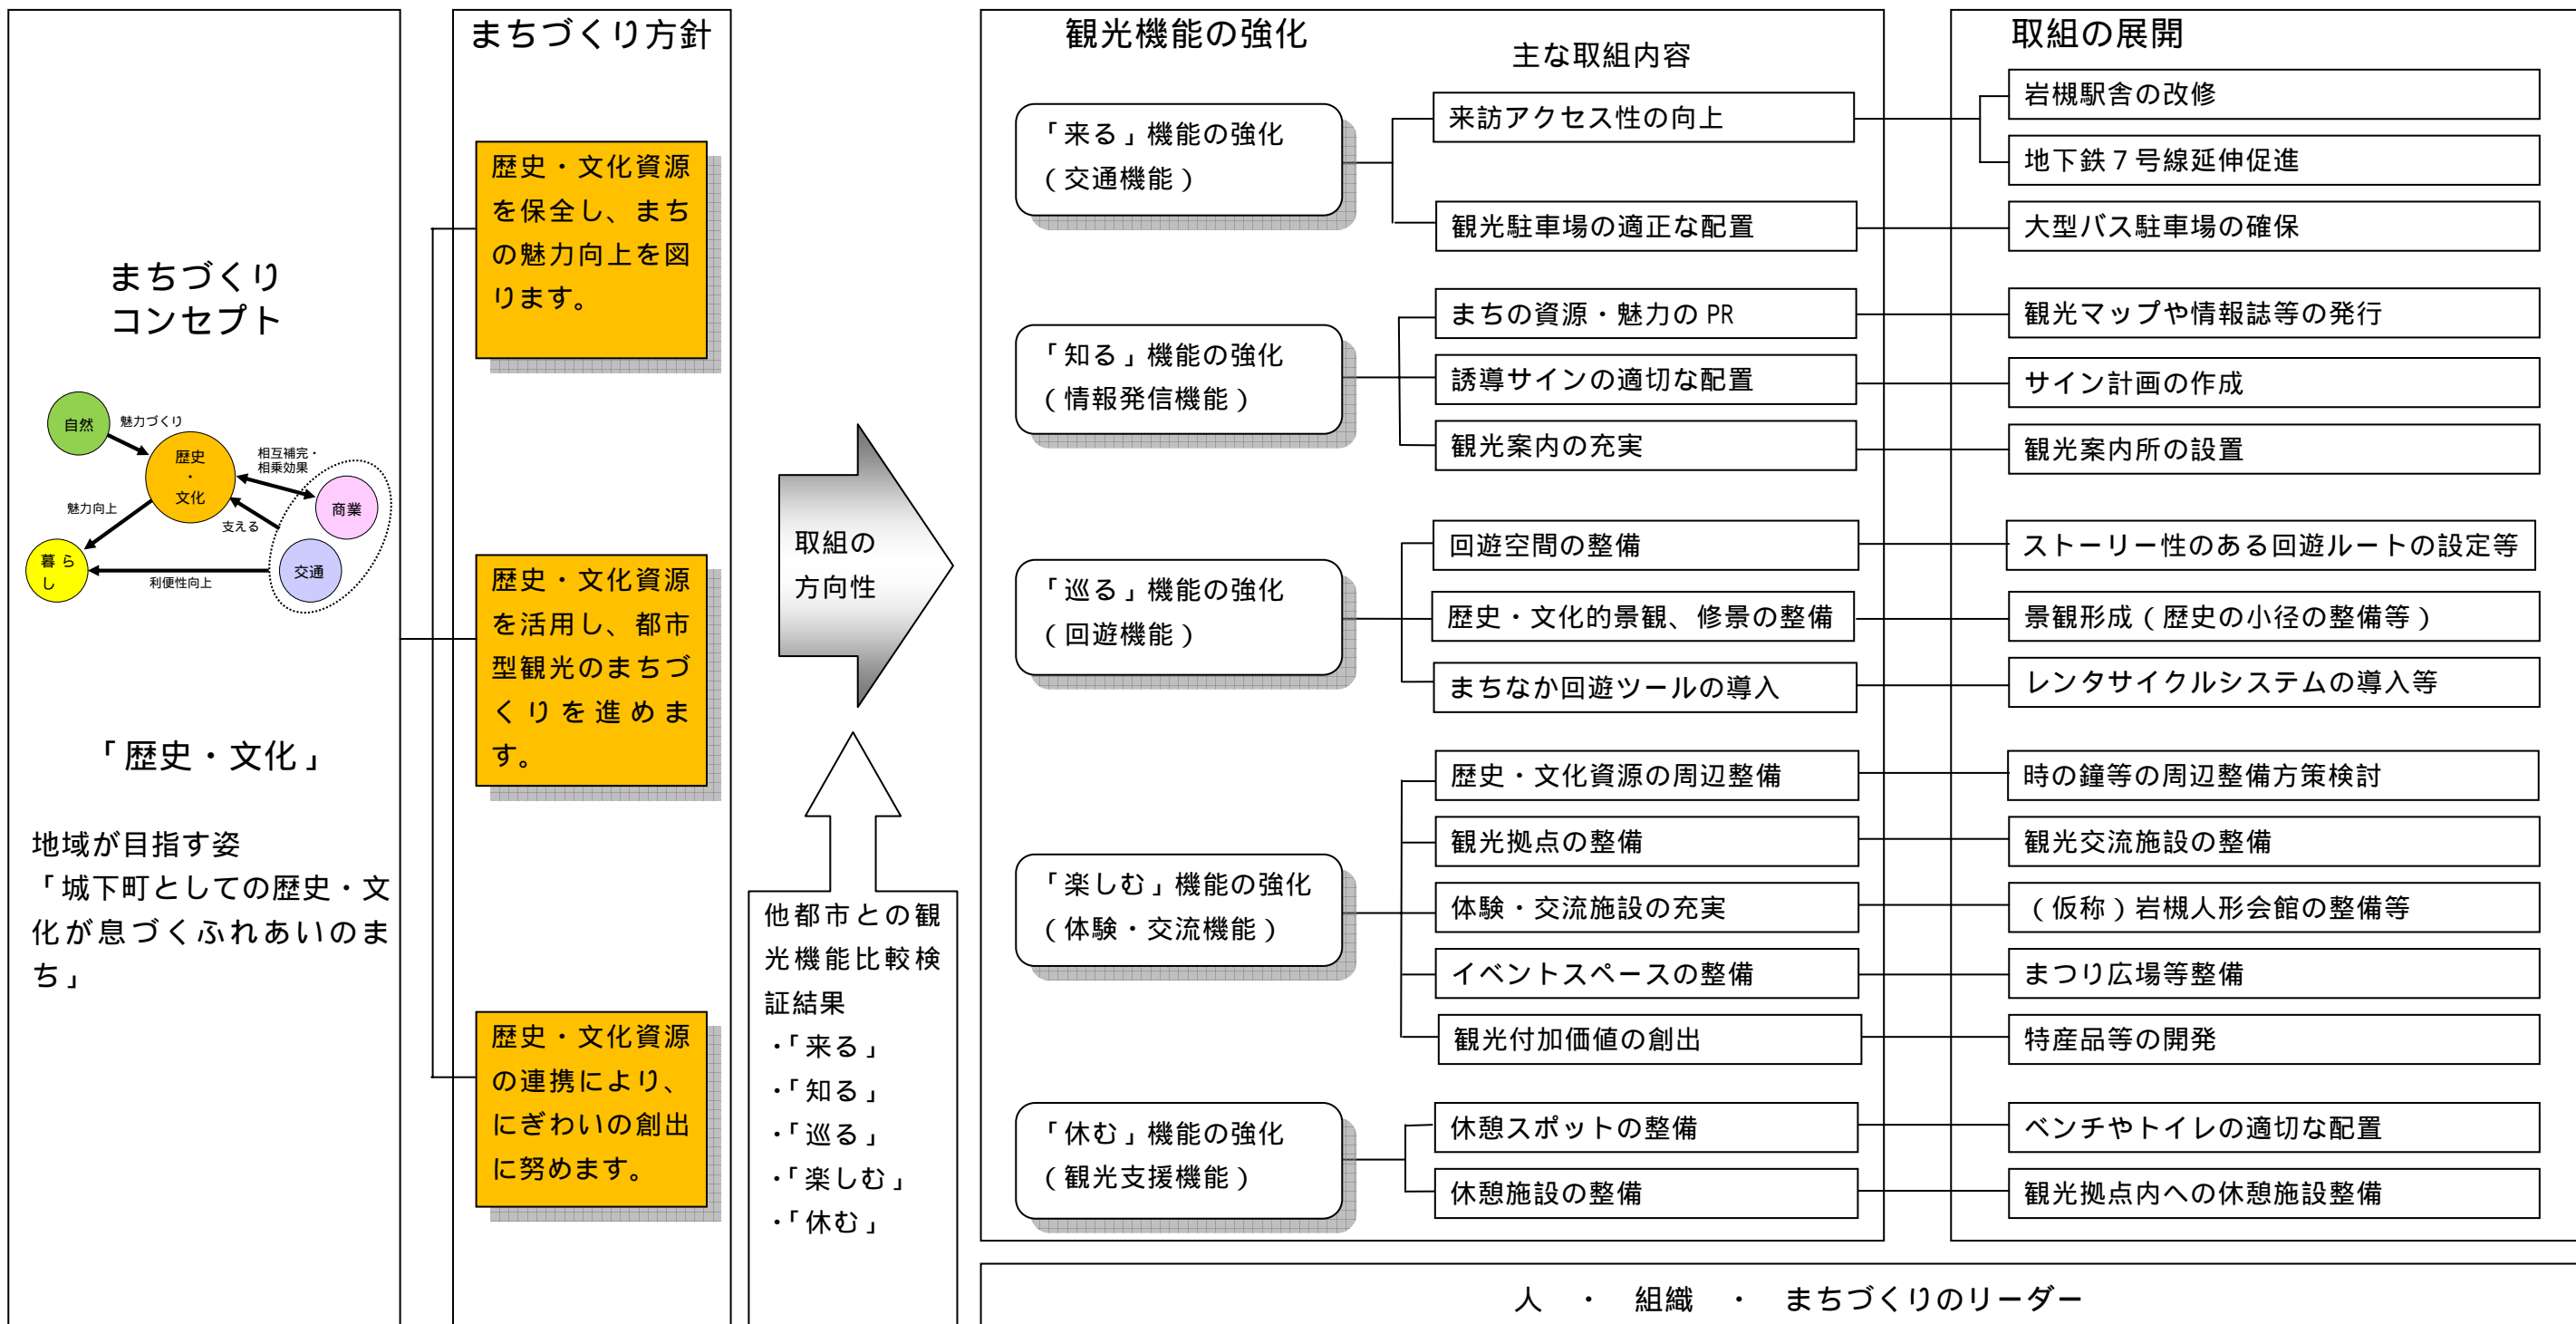 まちづくり
コンセプト
自然
魅力づくり
歴史
・
文化
相互補完・
相乗効果
商業
魅力向上
支える
暮ら
し
利便性向上
交通
「歴史・文化」
地域が目指す姿
「城下町としての歴史・文
化が息づくふれあいのま
ち」
まちづくり方針
歴史・文化資源
を保全し、まち
の魅力向上を図
ります。
歴史・文化資源
を活用し、都市
型観光のまちづ
くりを進めま
す。
歴史・文化資源
の連携により、
にぎわいの創出
に努めます。
取組の
方向性
他都市との観
光機能比較検
証結果
・「来る」
・「知る」
・「巡る」
・「楽しむ」
・「休む」
観光機能の強化
主な取組内容
取組の展開
「来る」機能の強化
（交通機能）
来訪アクセス性の向上
岩槻駅舎の改修
地下鉄７号線延伸促進
観光駐車場の適正な配置
大型バス駐車場の確保
「知る」機能の強化
（情報発信機能）
まちの資源・魅力の PR
観光マップや情報誌等の発行
誘導サインの適切な配置
サイン計画の作成
観光案内の充実
観光案内所の設置
「巡る」機能の強化
（回遊機能）
回遊空間の整備
ストーリー性のある回遊ルートの設定等
歴史・文化的景観、修景の整備
景観形成（歴史の小径の整備等）
まちなか回遊ツールの導入
レンタサイクルシステムの導入等
「楽しむ」機能の強化
（体験・交流機能）
歴史・文化資源の周辺整備
時の鐘等の周辺整備方策検討
観光拠点の整備
観光交流施設の整備
体験・交流施設の充実
（仮称）岩槻人形会館の整備等
イベントスペースの整備
まつり広場等整備
観光付加価値の創出
特産品等の開発
「休む」機能の強化
（観光支援機能）
休憩スポットの整備
ベンチやトイレの適切な配置
休憩施設の整備
観光拠点内への休憩施設整備
人　・　組織　・　まちづくりのリーダー